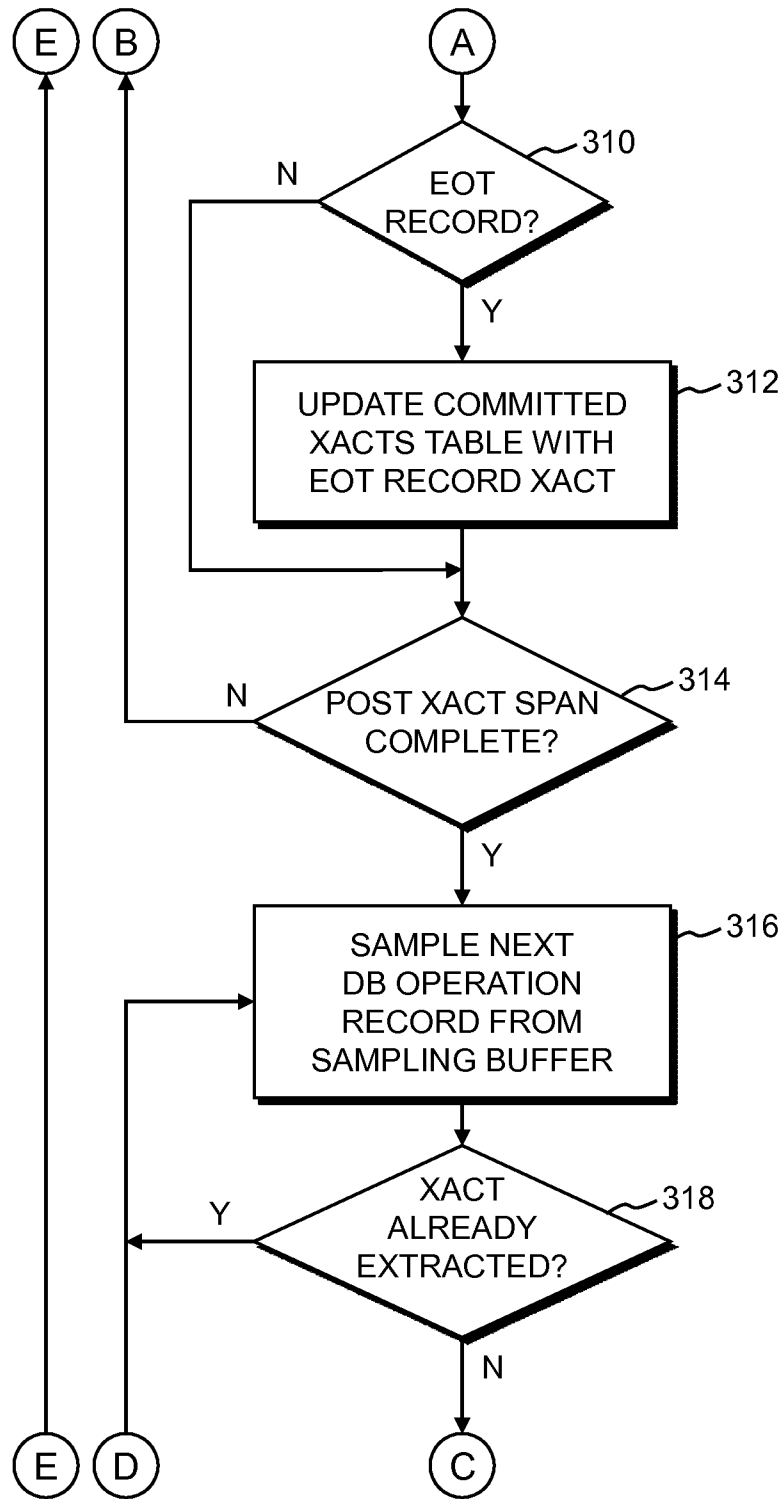 E
B
A
310
N
EOT
RECORD?
Y
312
UPDATE COMMITTED
XACTS TABLE WITH
EOT RECORD XACT
314
N
POST XACT SPAN
COMPLETE?
Y
316
SAMPLE NEXT
DB OPERATION
RECORD FROM
SAMPLING BUFFER
318
Y
XACT
ALREADY
EXTRACTED?
N
E
D
C